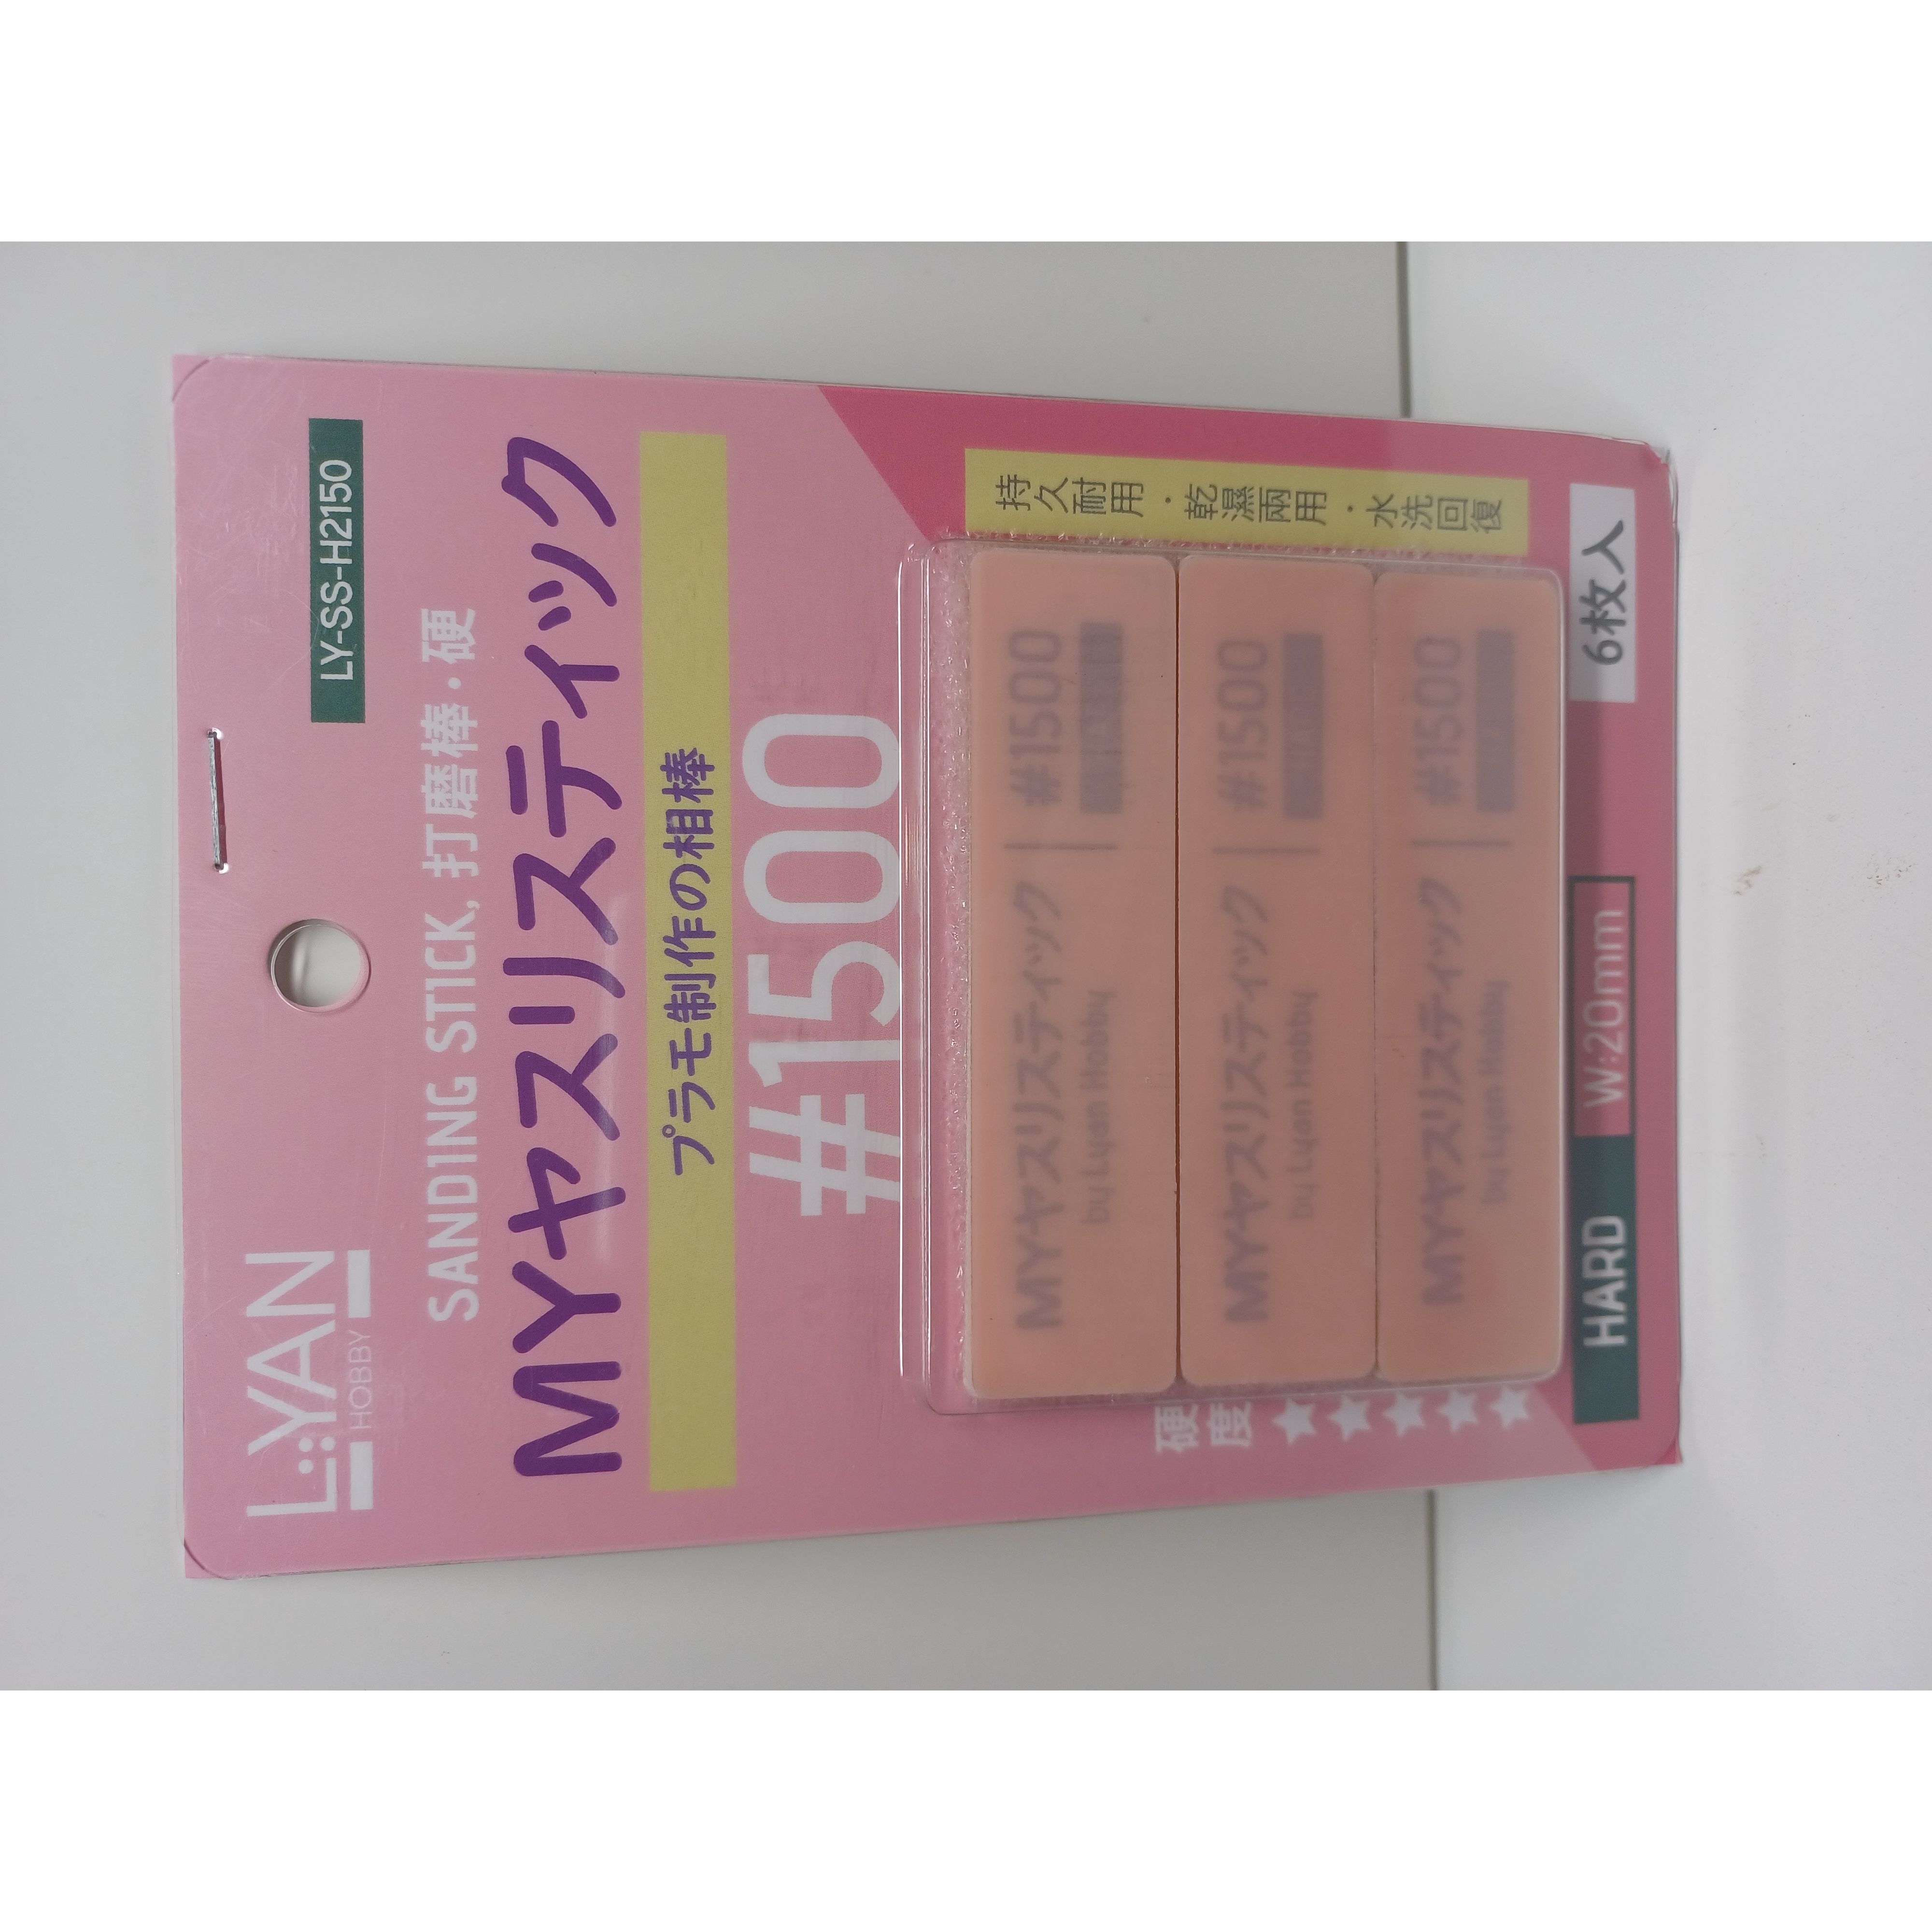 LY-SS-H2150
L::YAN
HOBBY
SANDING STICK, 打磨棒·硬
MYヤスリスティック
プラモ制作の相棒
#1500
持久耐用·乾濕兩用·水洗回復
MYヤスリスティック | #1500
by Lyan Hobby
MYヤスリスティック | #1500
by Lyan Hobby
MYヤスリスティック | #1500
by Lyan Hobby
硬度
★★★★★
HARD W:20mm 6枚入